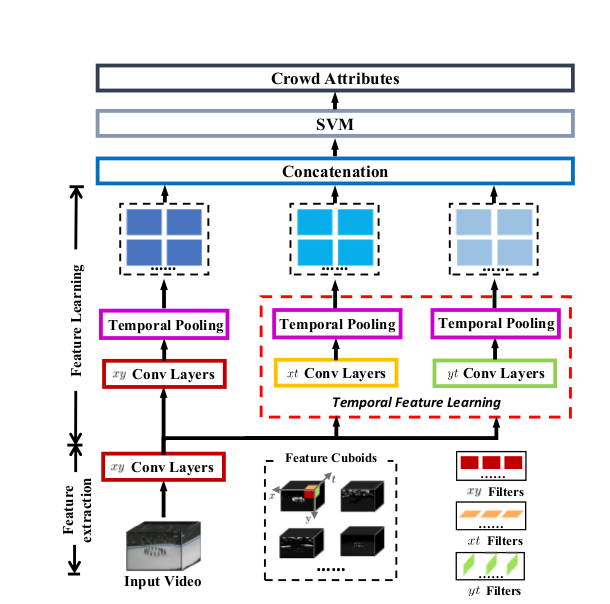 Crowd Attributes
SVM
Concatenation
......
......
......
Feature Learning
Temporal Pooling
Temporal Pooling
Temporal Pooling
xy Conv Layers
xt Conv Layers
yt Conv Layers
Temporal Feature Learning
Feature
extraction
xy Conv Layers
Feature Cuboids
x
t
y
......
Input Video
......
xy Filters
......
xt Filters
......
yt Filters